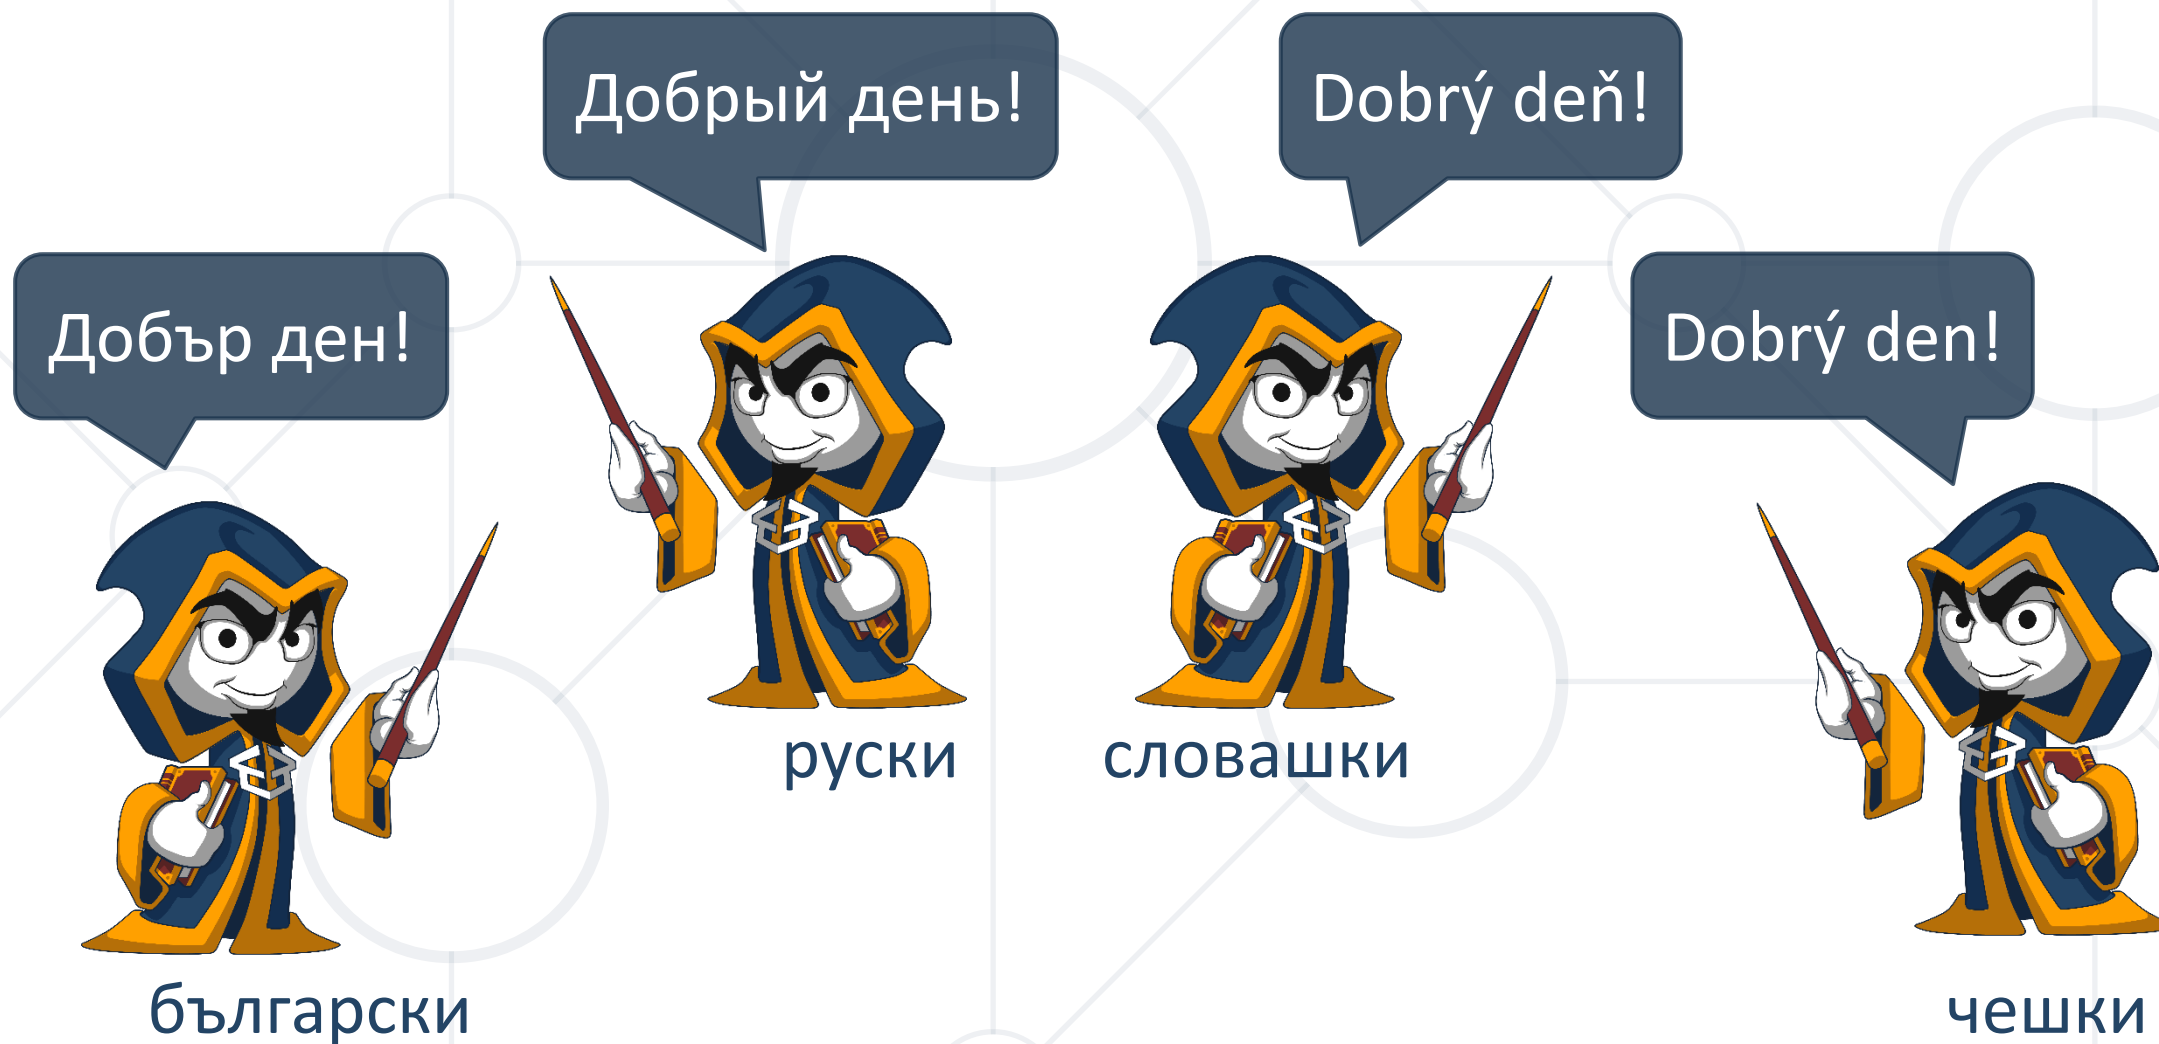 Добрый день!
Dobrý deň!
Добър ден!
Dobrý den!
руски
словашки
български
чешки